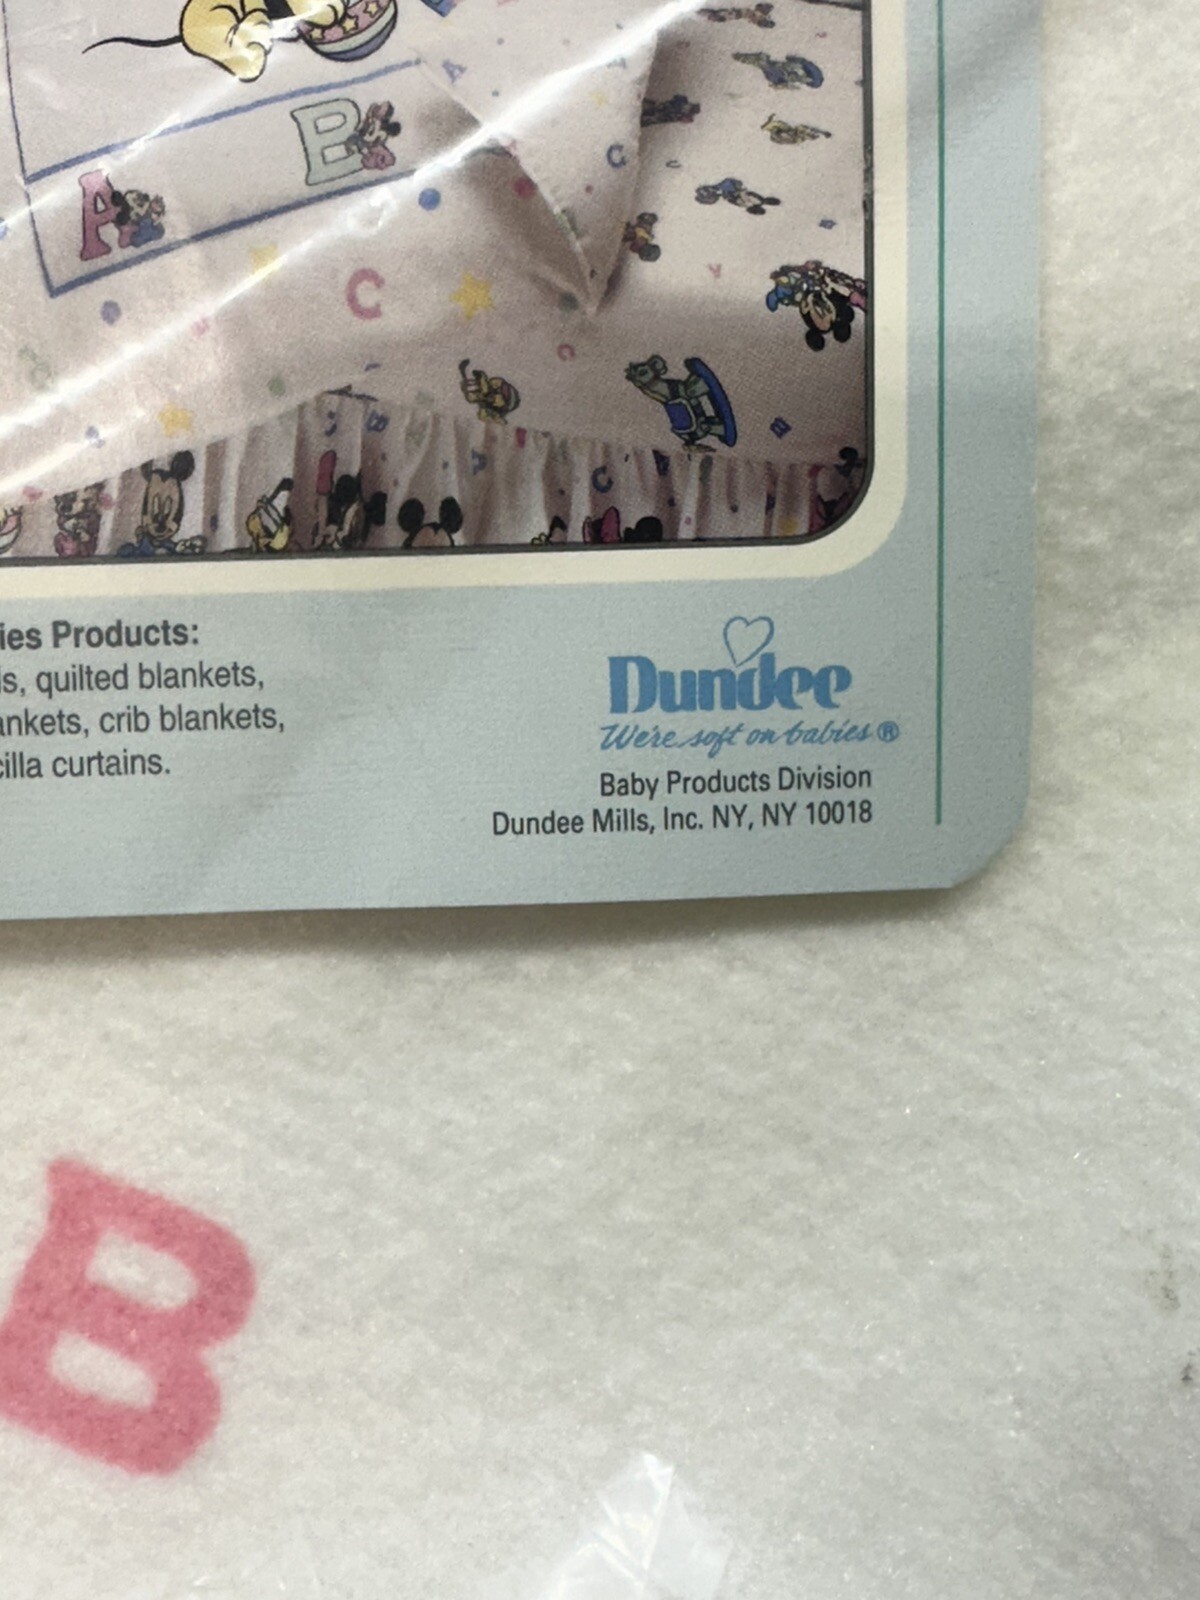 B
A
C
ies Products:
s, quilted blankets,
ankets, crib blankets,
cilla curtains.
Dundee
We're soft on babies®
Baby Products Division
Dundee Mills, Inc. NY, NY 10018
B